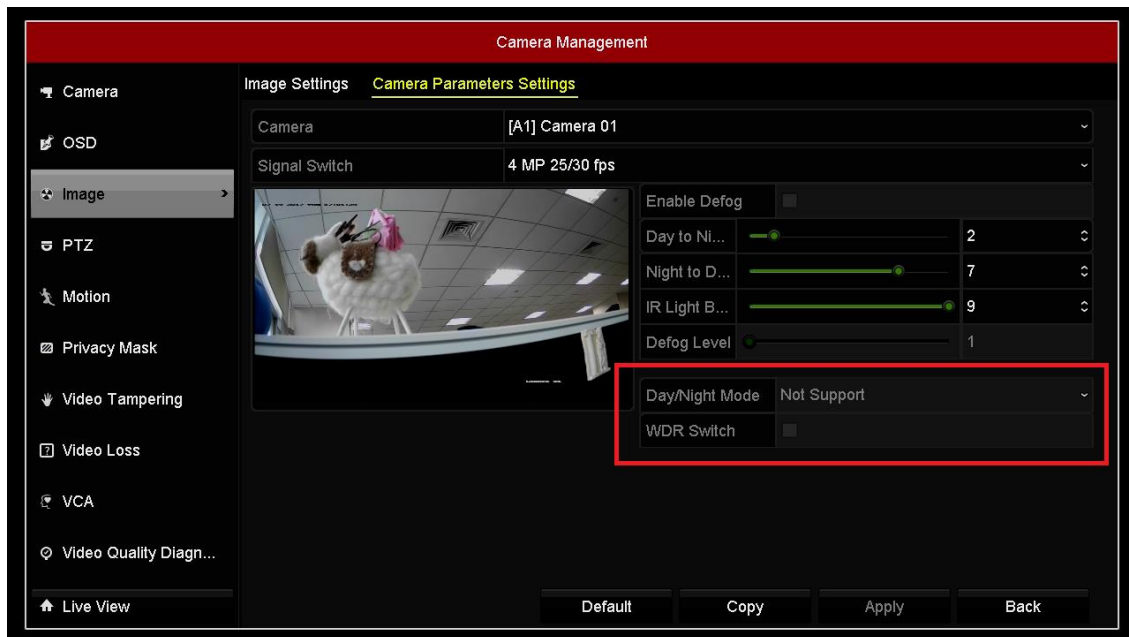 Camera Management
Camera
OSD
Image
PTZ
Motion
Privacy Mask
Video Tampering
Video Loss
VCA
Video Quality Diagn...
Live View
Image Settings Camera Parameters Settings
Camera [A1] Camera 01
Signal Switch 4 MP 25/30 fps
Enable Defog
Day to Ni... 2
Night to D... 7
IR Light B... 9
Defog Level 1
Day/Night Mode Not Support
WDR Switch
Default Copy Apply Back